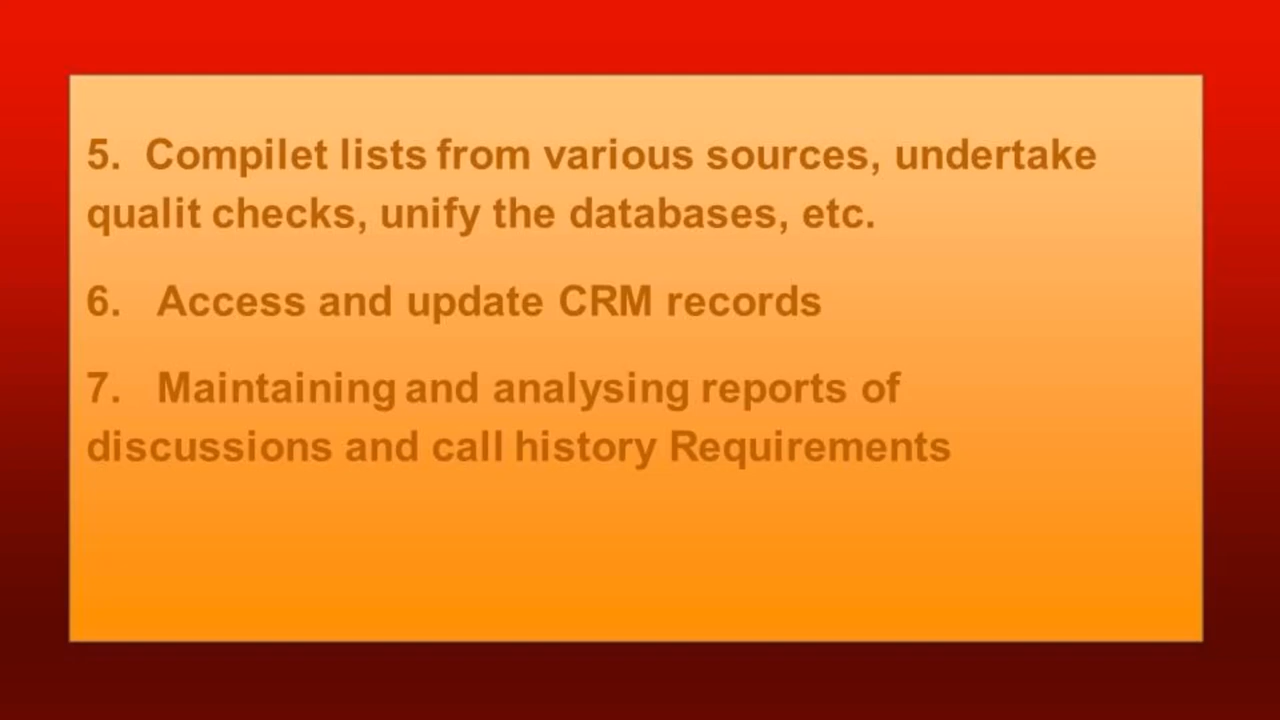 5. Compilet lists from various sources, undertake
qualit checks, unify the databases, etc.
6. Access and update CRM records
7. Maintaining and analysing reports of
discussions and call history Requirements